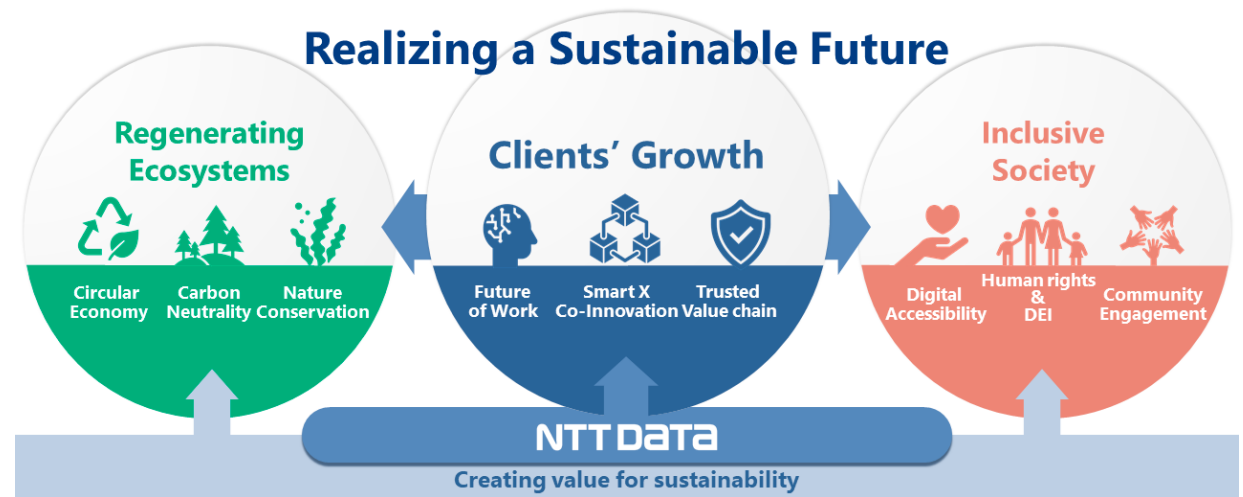 Realizing a Sustainable Future
Regenerating
Ecosystems
Circular
Economy
Carbon
Neutrality
Nature
Conservation
Clients’ Growth
Future
of Work
Smart X
Co-Innovation
Trusted
Value chain
Inclusive
Society
Digital
Accessibility
Human rights
&
DEI
Community
Engagement
NTT DATA
Creating value for sustainability